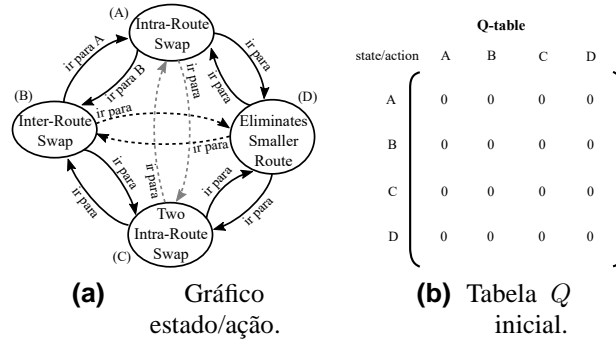 (A)
Intra-Route
Swap
ir para A
ir para B
ir para
ir para
ir para
ir para
(B)
Inter-Route
Swap
ir para
ir para
(D)
Eliminates
Smaller
Route
ir para
ir para
ir para
ir para
Two
Intra-Route
Swap
(C)
(a) Gráfico
estado/ação.
Q-table
state/action A B C D
A 0 0 0 0
B 0 0 0 0
C 0 0 0 0
D 0 0 0 0
(b) Tabela Q
inicial.